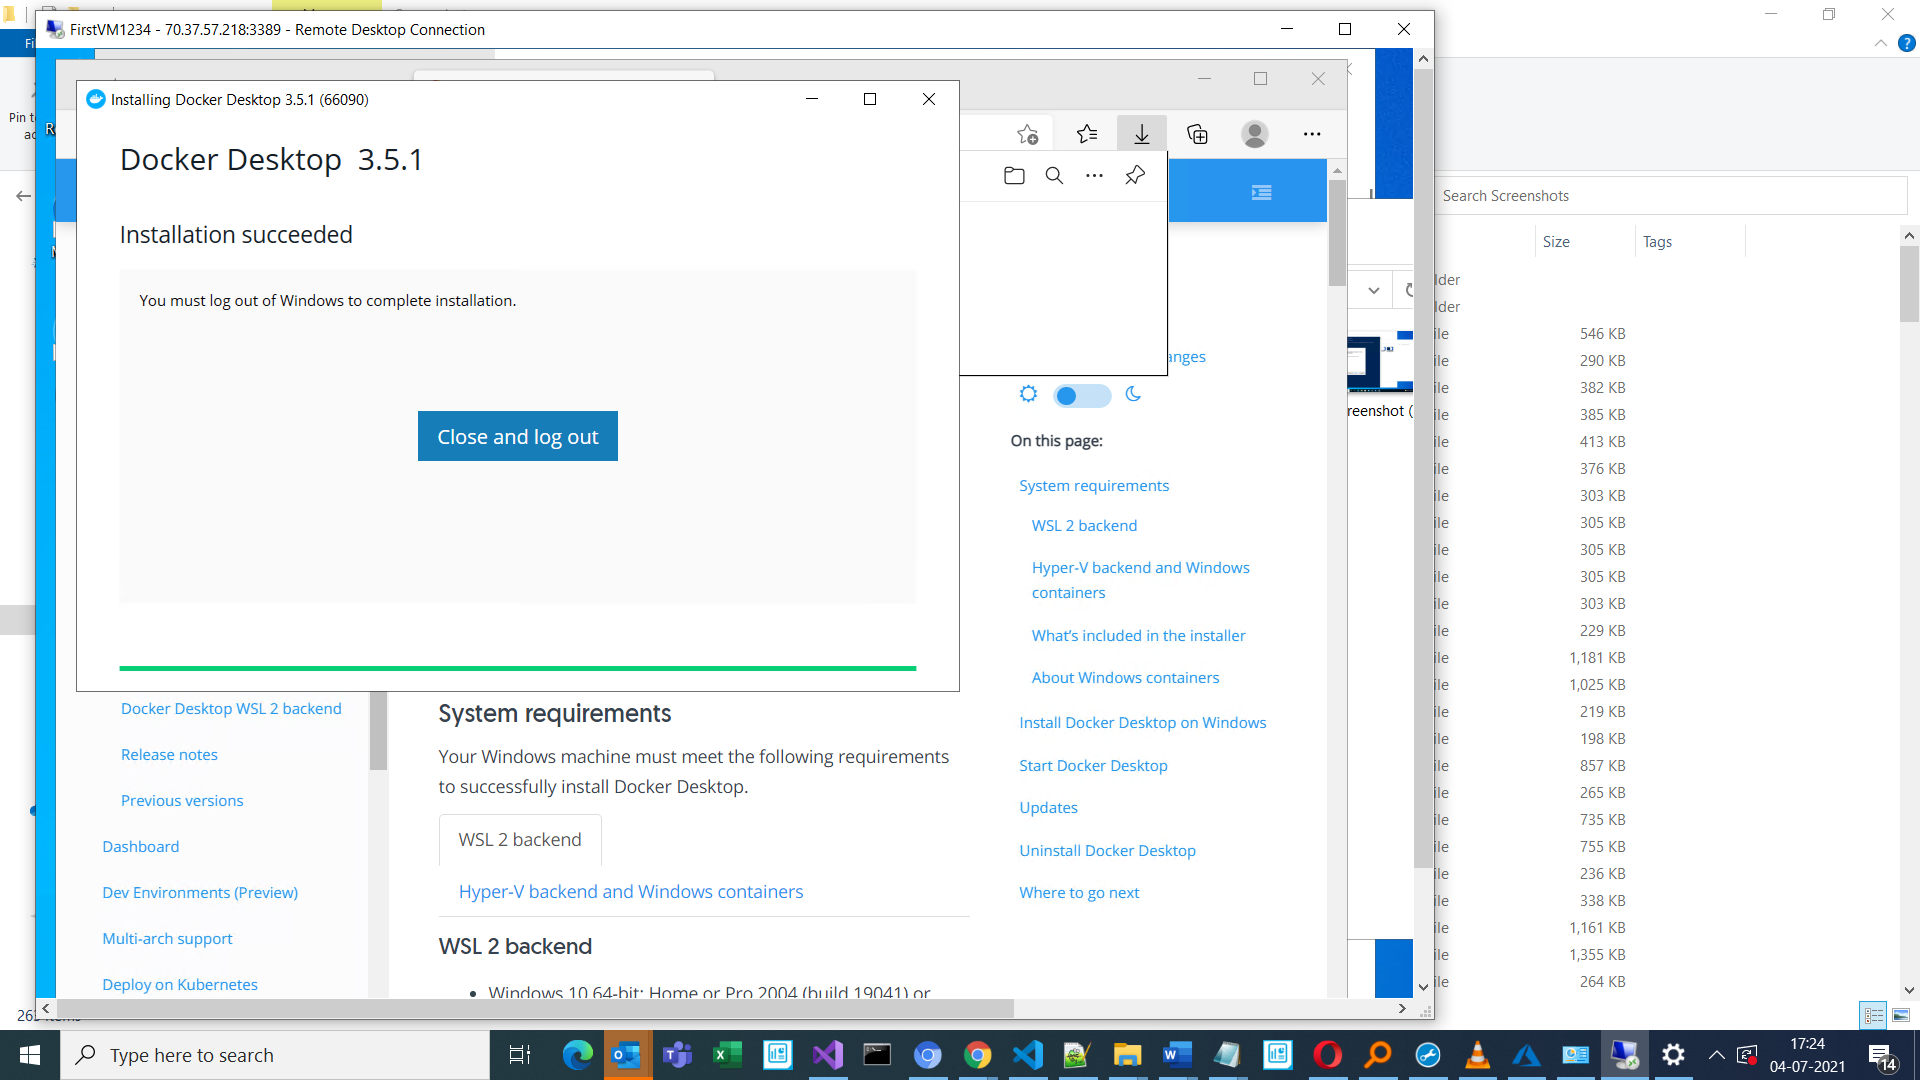 FirstVM1234 - 70.37.57.218:3389 - Remote Desktop Connection
Installing Docker Desktop 3.5.1 (66090)
Docker Desktop 3.5.1
Installation succeeded
You must log out of Windows to complete installation.
Close and log out
Search Screenshots
Size
Tags
lder
lder
ile 546 KB
ile 290 KB
ile 382 KB
ile 385 KB
ile 413 KB
ile 376 KB
ile 303 KB
ile 305 KB
ile 305 KB
ile 305 KB
ile 303 KB
ile 229 KB
ile 1,181 KB
ile 1,025 KB
ile 219 KB
ile 198 KB
ile 857 KB
ile 265 KB
ile 735 KB
ile 755 KB
ile 236 KB
ile 338 KB
ile 1,161 KB
ile 1,355 KB
ile 264 KB
anges
reenshot (
On this page:
System requirements
WSL 2 backend
Hyper-V backend and Windows
containers
What's included in the installer
About Windows containers
Install Docker Desktop on Windows
Start Docker Desktop
Updates
Uninstall Docker Desktop
Where to go next
Docker Desktop WSL 2 backend
Release notes
Previous versions
Dashboard
Dev Environments (Preview)
Multi-arch support
Deploy on Kubernetes
System requirements
Your Windows machine must meet the following requirements
to successfully install Docker Desktop.
WSL 2 backend
Hyper-V backend and Windows containers
WSL 2 backend
Windows 10 64-bit: Home or Pro 2004 (build 19041) or
Pin t
ac
Type here to search
17:24
04-07-2021
14